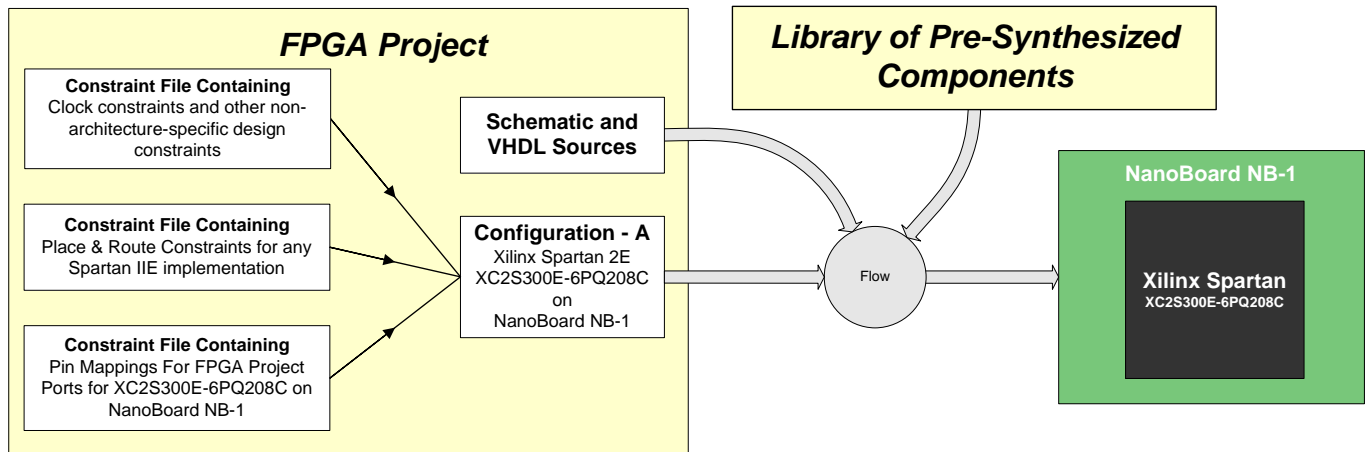 FPGA Project
Constraint File Containing
Clock constraints and other non-
architecture-specific design
constraints
Constraint File Containing
Place & Route Constraints for any
Spartan IIE implementation
Constraint File Containing
Pin Mappings For FPGA Project
Ports for XC2S300E-6PQ208C on
NanoBoard NB-1
Schematic and
VHDL Sources
Configuration - A
Xilinx Spartan 2E
XC2S300E-6PQ208C
on
NanoBoard NB-1
Library of Pre-Synthesized
Components
Flow
NanoBoard NB-1
Xilinx Spartan
XC2S300E-6PQ208C